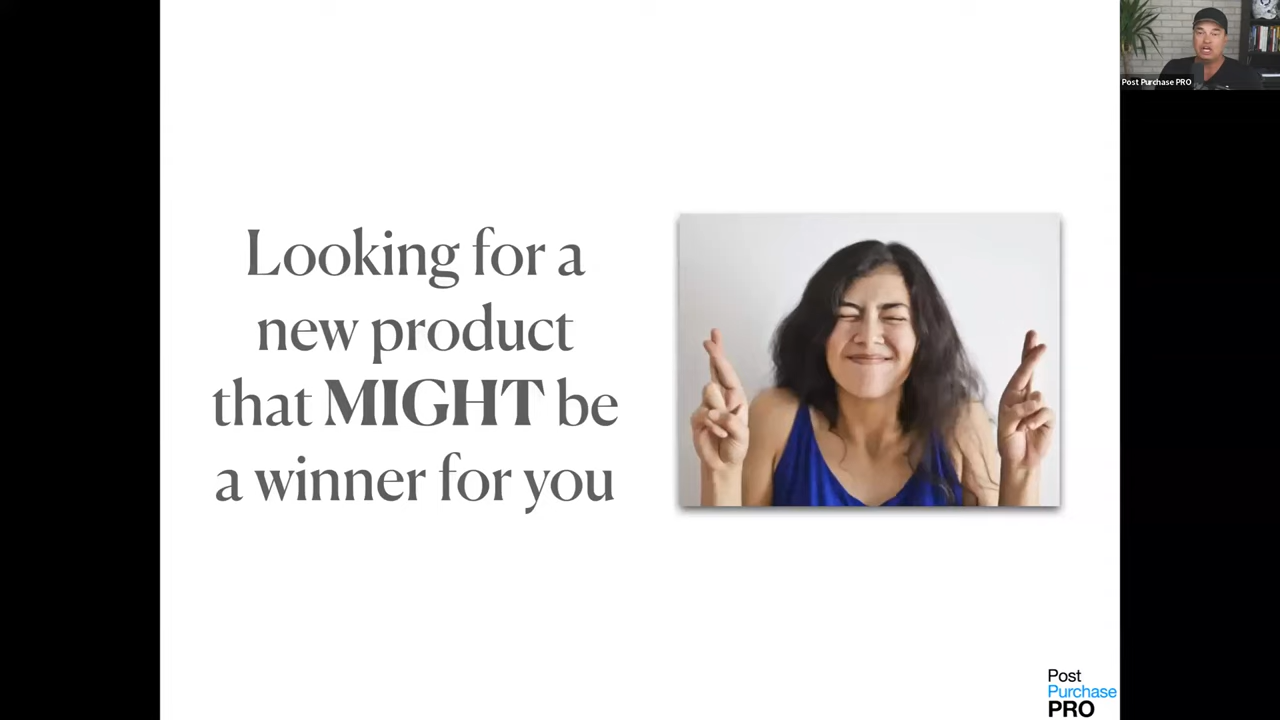 Post Purchase PRO
Looking for a
new product
that MIGHT be
a winner for you
Post
Purchase
PRO